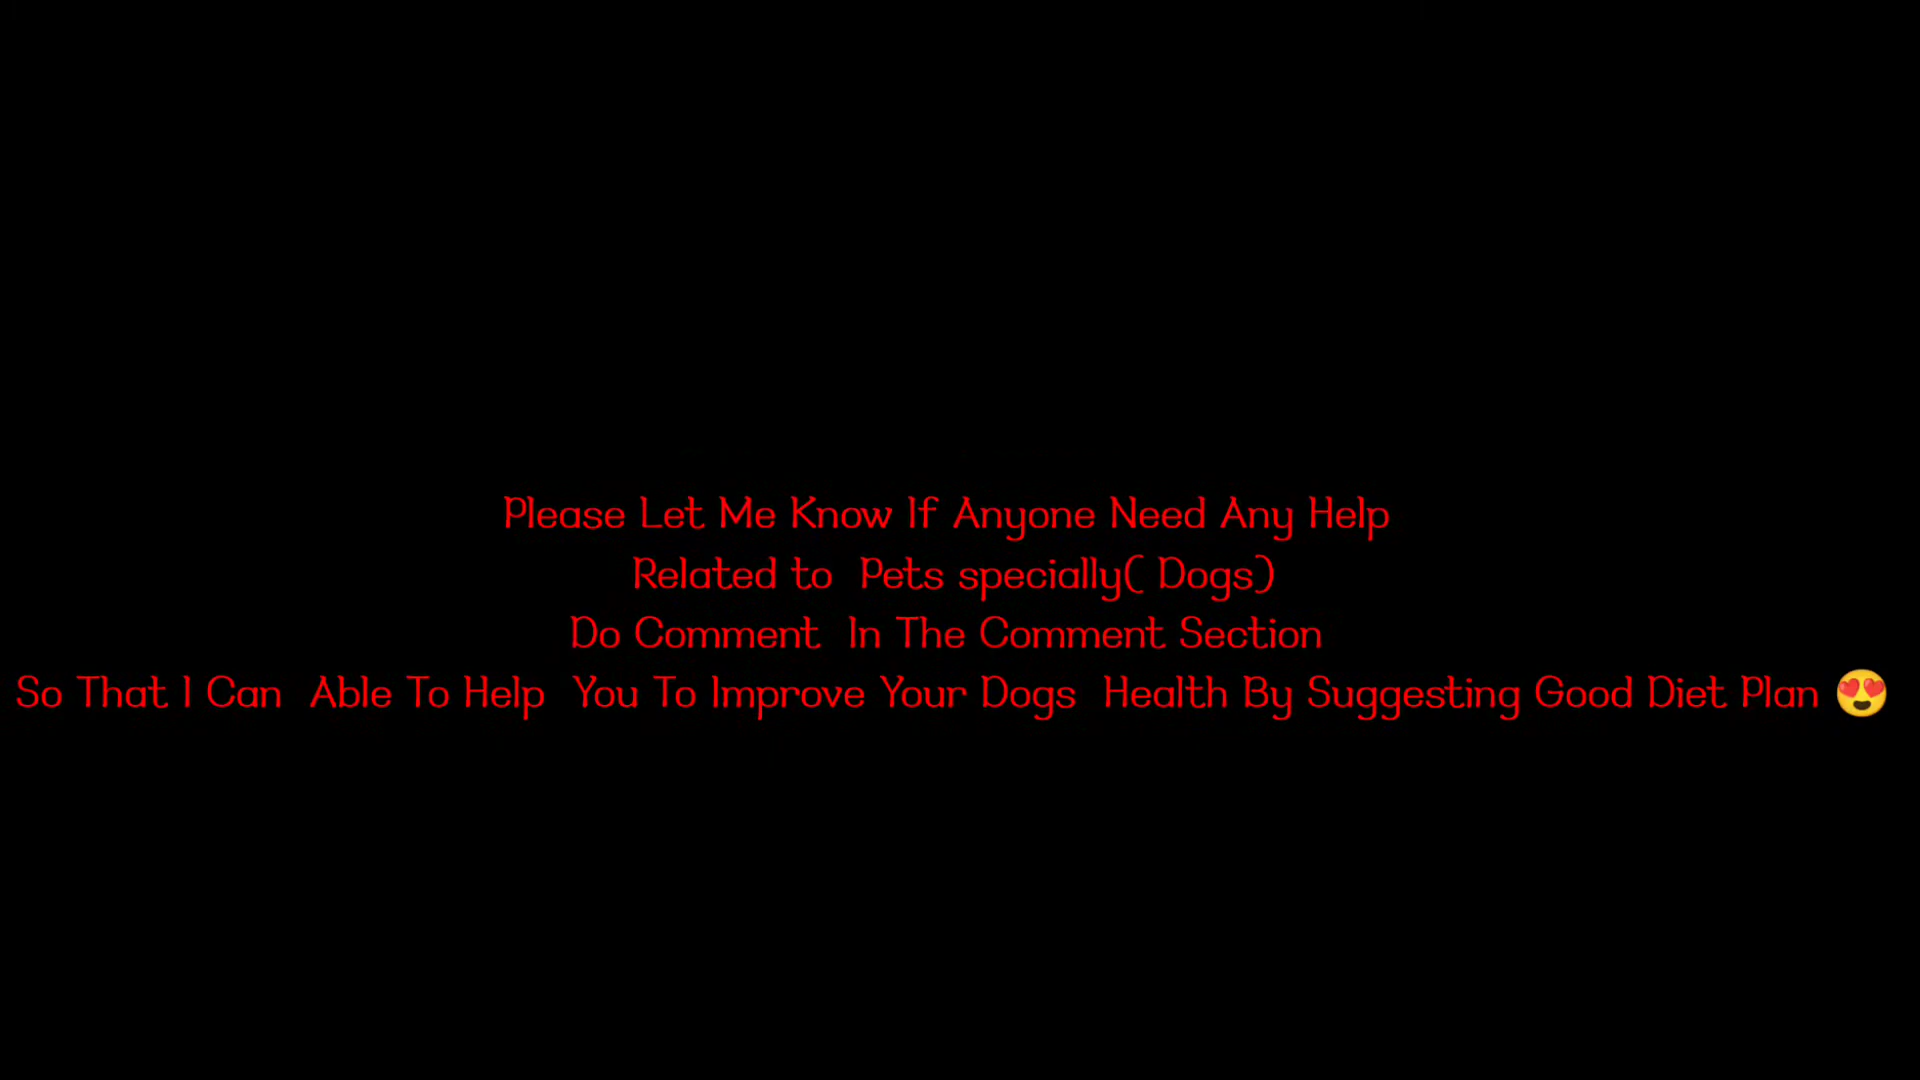 Please Let Me Know If Anyone Need Any Help
Related to  Pets specially( Dogs)
Do Comment  In The Comment Section
So That I Can  Able To Help  You To Improve Your Dogs  Health By Suggesting Good Diet Plan 😍